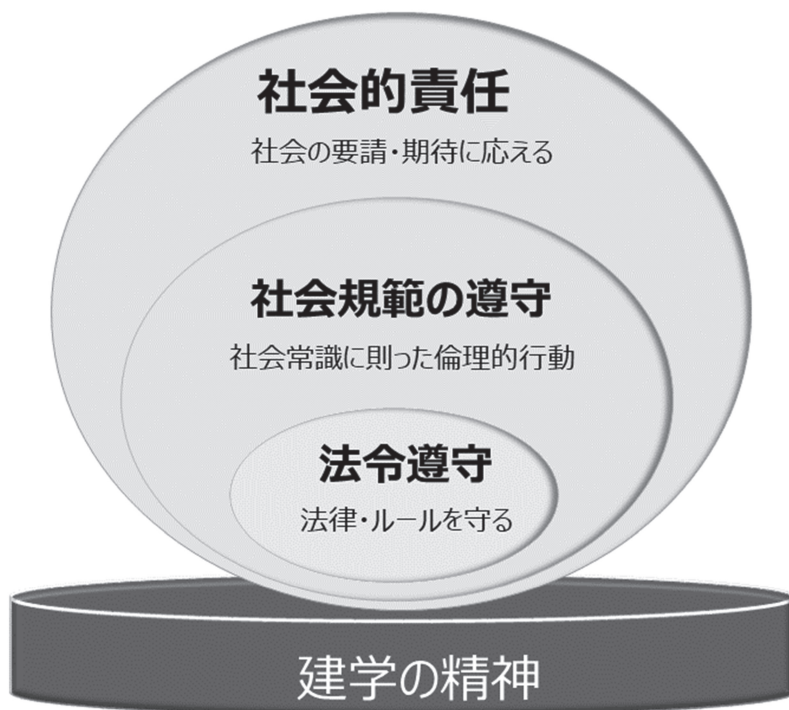 社会的責任
社会の要請・期待に応える
社会規範の遵守
社会常識に則った倫理的行動
法令遵守
法律・ルールを守る
建学の精神